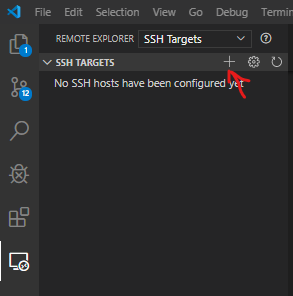 File Edit Selection View Go Debug Termin
REMOTE EXPLORER SSH Targets
1
SSH TARGETS
No SSH hosts have been configured yet
12